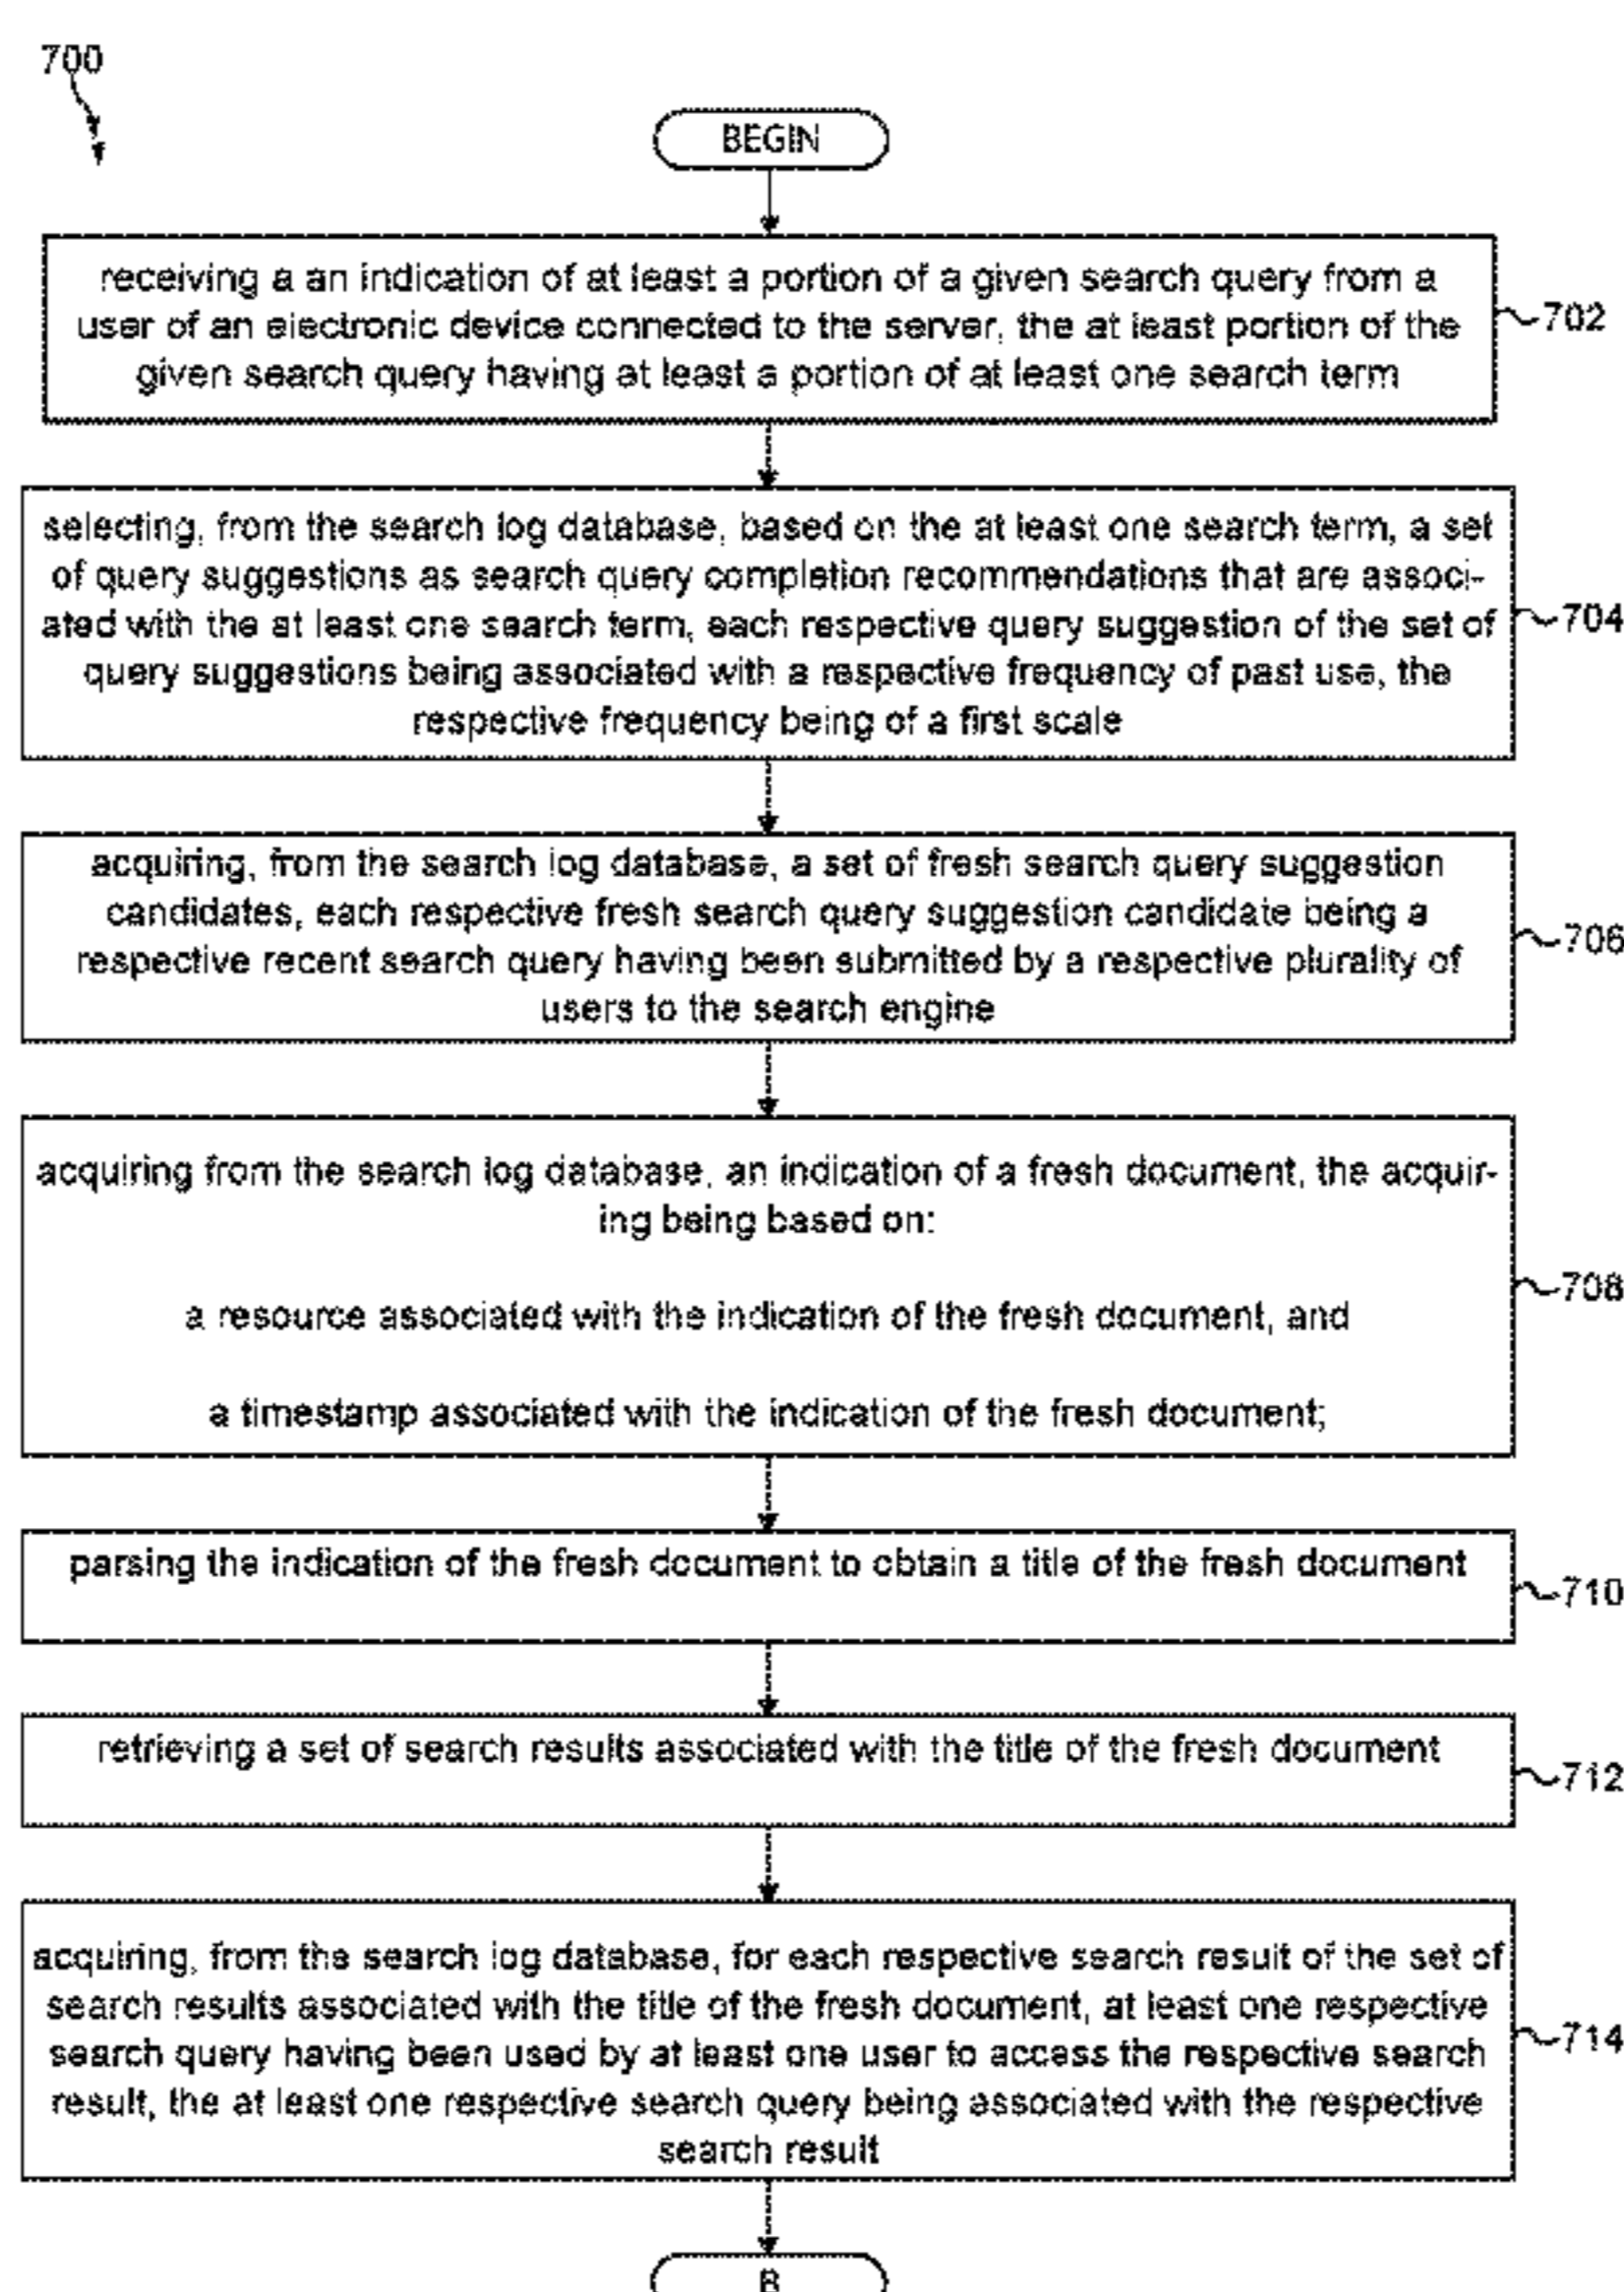 700
BEGIN
receiving a an indication of at least a portion of a given search query from a
user of an electronic device connected to the server, the at least portion of the
given search query having at least a portion of at least one search term
702
selecting, from the search log database, based on the at least one search term, a set
of query suggestions as search query completion recommendations that are associ-
ated with the at least one search term, each respective query suggestion of the set of
query suggestions being associated with a respective frequency of past use, the
respective frequency being of a first scale
704
acquiring, from the search log database, a set of fresh search query suggestion
candidates, each respective fresh search query suggestion candidate being a
respective recent search query having been submitted by a respective plurality of
users to the search engine
706
acquiring from the search log database, an indication of a fresh document, the acquir-
ing being based on:
a resource associated with the indication of the fresh document, and
a timestamp associated with the indication of the fresh document;
708
parsing the indication of the fresh document to obtain a title of the fresh document
710
retrieving a set of search results associated with the title of the fresh document
712
acquiring, from the search log database, for each respective search result of the set of
search results associated with the title of the fresh document, at least one respective
search query having been used by at least one user to access the respective search
result, the at least one respective search query being associated with the respective
search result
714
B